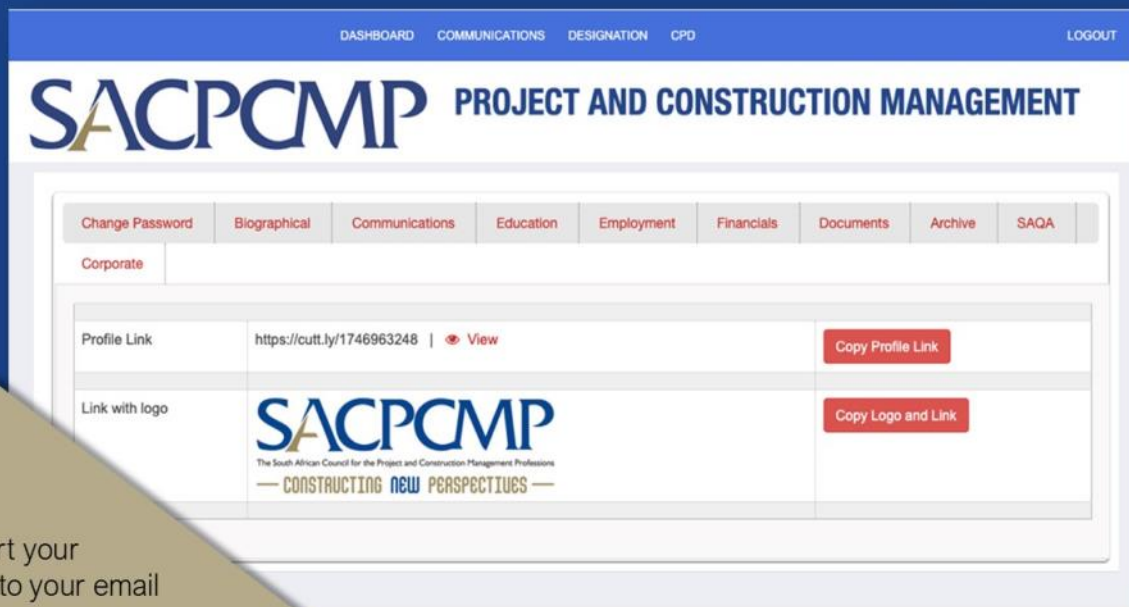 DASHBOARD COMMUNICATIONS DESIGNATION CPD LOGOUT
SACPCMP PROJECT AND CONSTRUCTION MANAGEMENT
Change Password Biographical Communications Education Employment Financials Documents Archive SAQA
Corporate
Profile Link https://cutt.ly/1746963248 | View Copy Profile Link
Link with logo SACPCMP Copy Logo and Link
The South African Council for the Project and Construction Management Professions
— CONSTRUCTING NEW PERSPECTIVES —
your
to your email